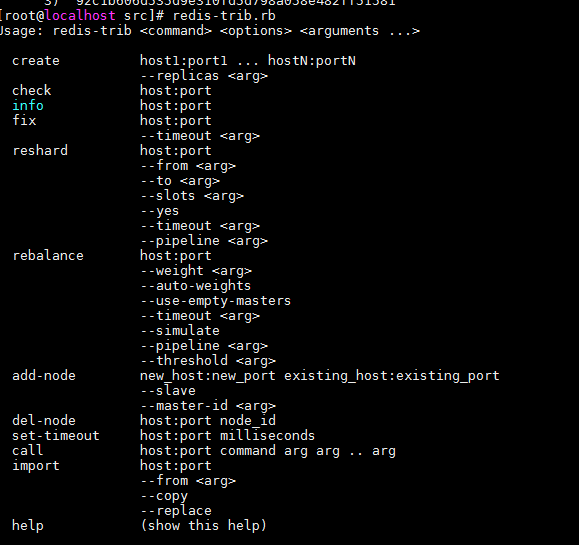 [root@localhost src]# redis-trib.rb
Usage: redis-trib <command> <options> <arguments ...>
create host1:port1 ... hostN:portN
--replicas <arg>
check host:port
info host:port
fix host:port
--timeout <arg>
reshard host:port
--from <arg>
--to <arg>
--slots <arg>
--yes
--timeout <arg>
--pipeline <arg>
rebalance host:port
--weight <arg>
--auto-weights
--use-empty-masters
--timeout <arg>
--simulate
--pipeline <arg>
--threshold <arg>
add-node new_host:new_port existing_host:existing_port
--slave
--master-id <arg>
del-node host:port node_id
set-timeout host:port milliseconds
call host:port command arg arg .. arg
import host:port
--from <arg>
--copy
--replace
help (show this help)